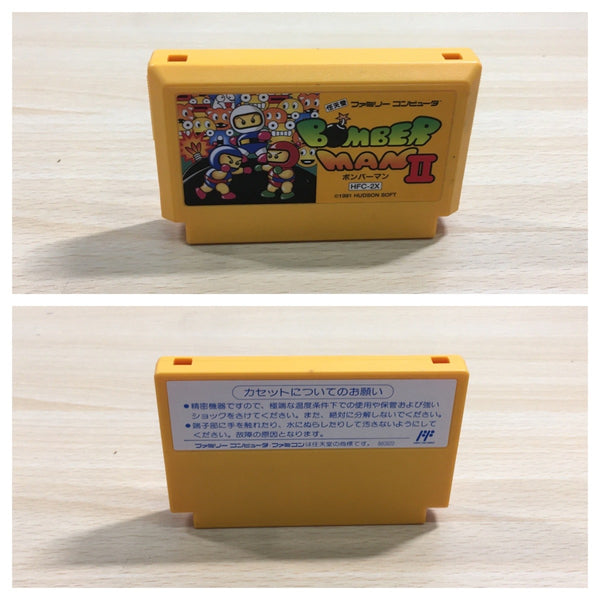 任天堂 ファミリー コンピュータ
BOMBER
MAN II
ボンバーマン
HFC-2X
©1991 HUDSON SOFT
カセットについてのお願い
●精密機器ですので、極端な温度条件下での使用や保管および強い
ショックをさけてください。また、絶対に分解しないでください。
●端子部に手を触れたり、水にぬらしたりして汚さないようにして
ください。故障の原因となります。
ファミリー コンピュータ・ファミコンは任天堂の商標です。